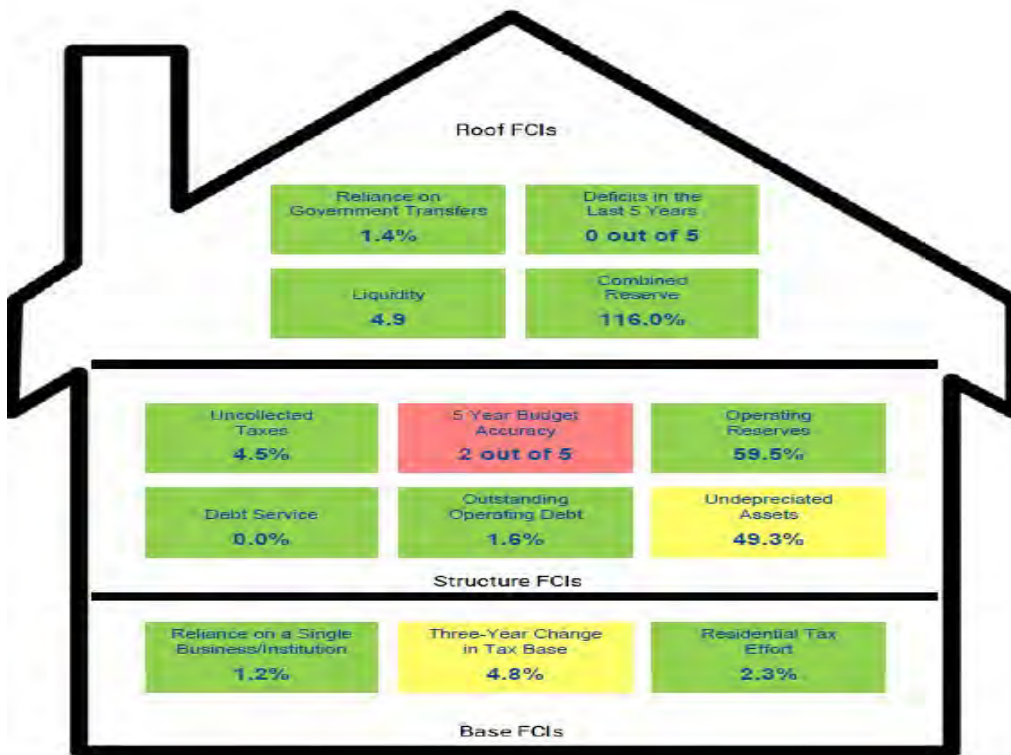 Roof FCIs
Reliance on
Government Transfers
1.4%
Deficits in the
Last 5 Years
0 out of 5
Liquidity
4.9
Combined
Reserve
116.0%
Uncollected
Taxes
4.5%
5 Year Budget
Accuracy
2 out of 5
Operating
Reserves
59.5%
Debt Service
0.0%
Outstanding
Operating Debt
1.6%
Undepreciated
Assets
49.3%
Structure FCIs
Reliance on a Single
Business/Institution
1.2%
Three-Year Change
in Tax Base
4.8%
Residential Tax
Effort
2.3%
Base FCIs